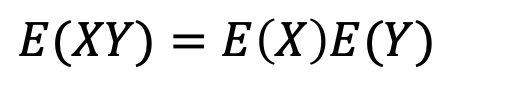 E(XY) = E(X)E(Y)